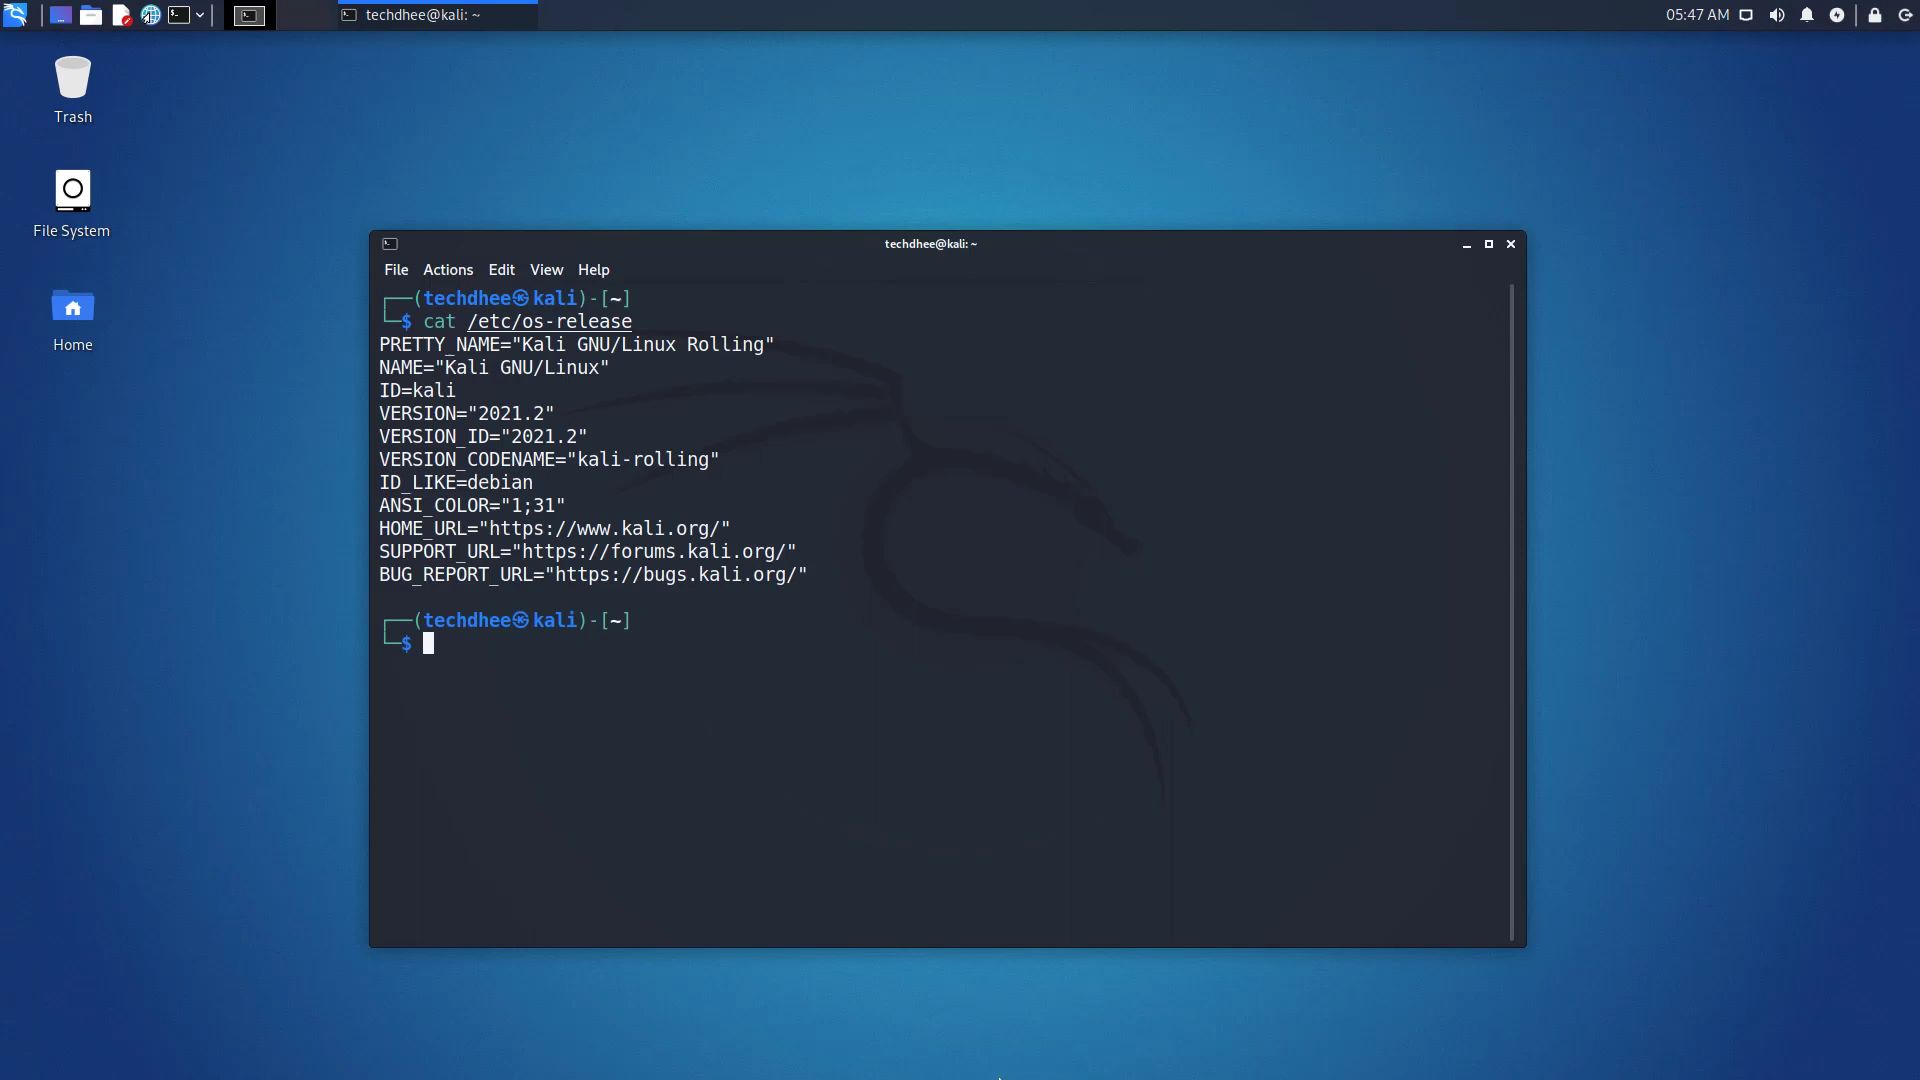 techdhee@kali: ~
05:47 AM
Trash
File System
Home
techdhee@kali: ~
File Actions Edit View Help
┌──(techdhee㉿kali)-[~]
└─$ cat /etc/os-release
PRETTY_NAME="Kali GNU/Linux Rolling"
NAME="Kali GNU/Linux"
ID=kali
VERSION="2021.2"
VERSION_ID="2021.2"
VERSION_CODENAME="kali-rolling"
ID_LIKE=debian
ANSI_COLOR="1;31"
HOME_URL="https://www.kali.org/"
SUPPORT_URL="https://forums.kali.org/"
BUG_REPORT_URL="https://bugs.kali.org/"
┌──(techdhee㉿kali)-[~]
└─$